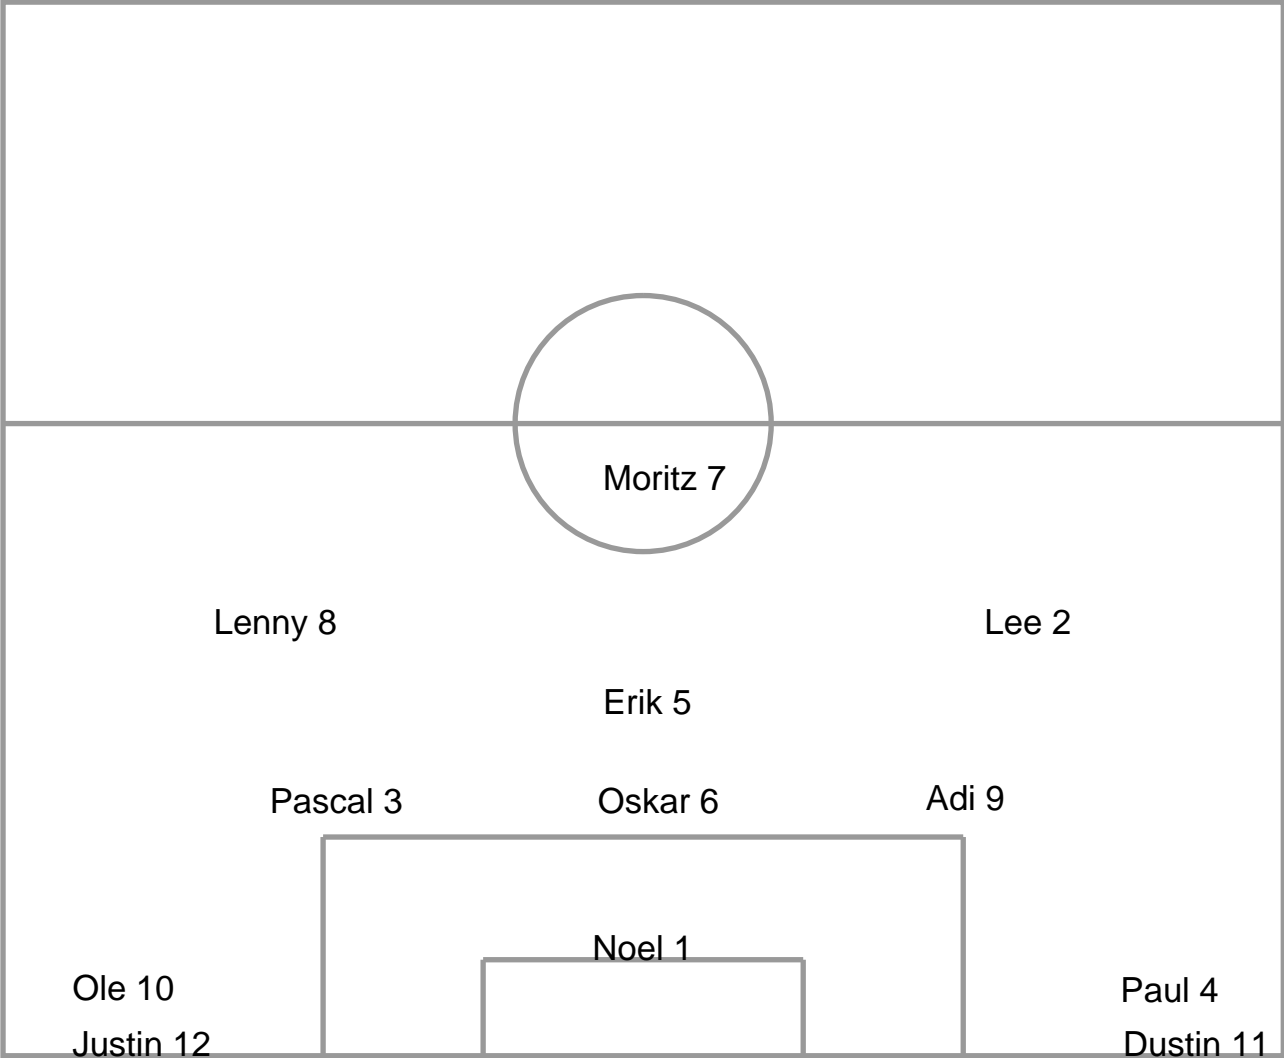 Moritz 7
Lenny 8
Lee 2
Erik 5
Pascal 3
Oskar 6
Adi 9
Noel 1
Ole 10
Paul 4
Justin 12
Dustin 11